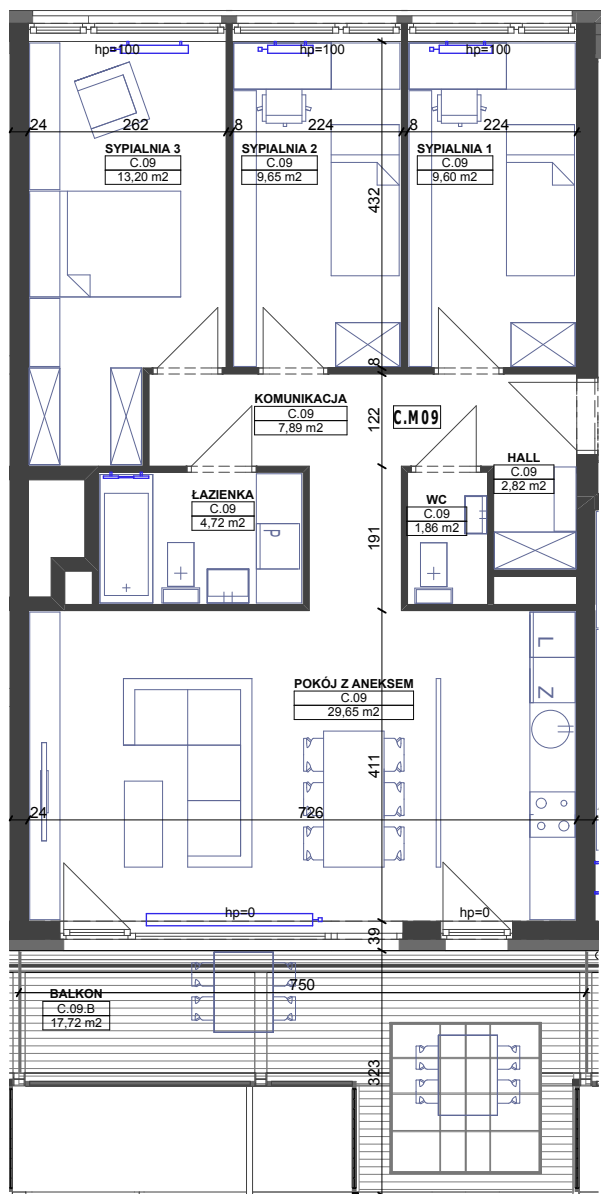 hp=100
hp=100
hp=100
24
262
8
224
8
224
SYPIALNIA 3
C.09
13,20 m2
SYPIALNIA 2
C.09
9,65 m2
SYPIALNIA 1
C.09
9,60 m2
432
8
KOMUNIKACJA
C.09
7,89 m2
122
C.M09
HALL
C.09
2,82 m2
ŁAZIENKA
C.09
4,72 m2
P
WC
C.09
1,86 m2
191
L
Z
POKÓJ Z ANEKSEM
C.09
29,65 m2
411
24
726
hp=0
hp=0
39
750
BALKON
C.09.B
17,72 m2
323